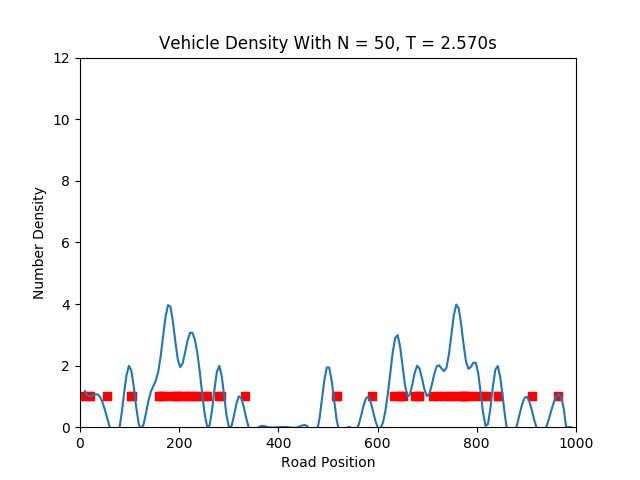 Vehicle Density With N = 50, T = 2.570s
12
10
8
6
4
2
0
Number Density
0 200 400 600 800 1000
Road Position